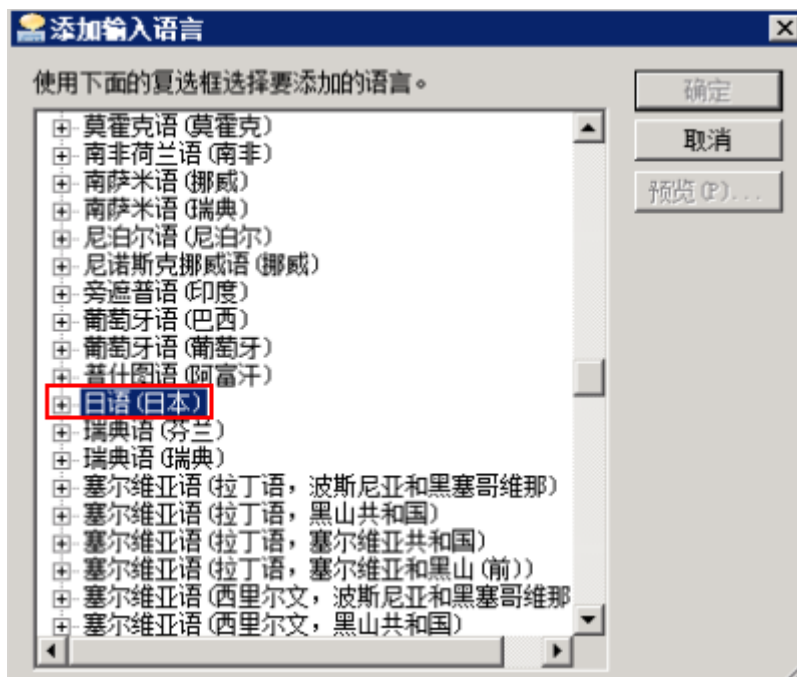 添加输入语言
使用下面的复选框选择要添加的语言。
确定
取消
预览(P)...
莫霍克语(莫霍克)
南非荷兰语(南非)
南萨米语(挪威)
南萨米语(瑞典)
尼泊尔语(尼泊尔)
尼诺斯克挪威语(挪威)
旁遮普语(印度)
葡萄牙语(巴西)
葡萄牙语(葡萄牙)
普什图语(阿富汗)
日语(日本)
瑞典语(芬兰)
瑞典语(瑞典)
塞尔维亚语(拉丁语，波斯尼亚和黑塞哥维那)
塞尔维亚语(拉丁语，黑山共和国)
塞尔维亚语(拉丁语，塞尔维亚共和国)
塞尔维亚语(拉丁语，塞尔维亚和黑山(前))
塞尔维亚语(西里尔文，波斯尼亚和黑塞哥维那
塞尔维亚语(西里尔文，黑山共和国)